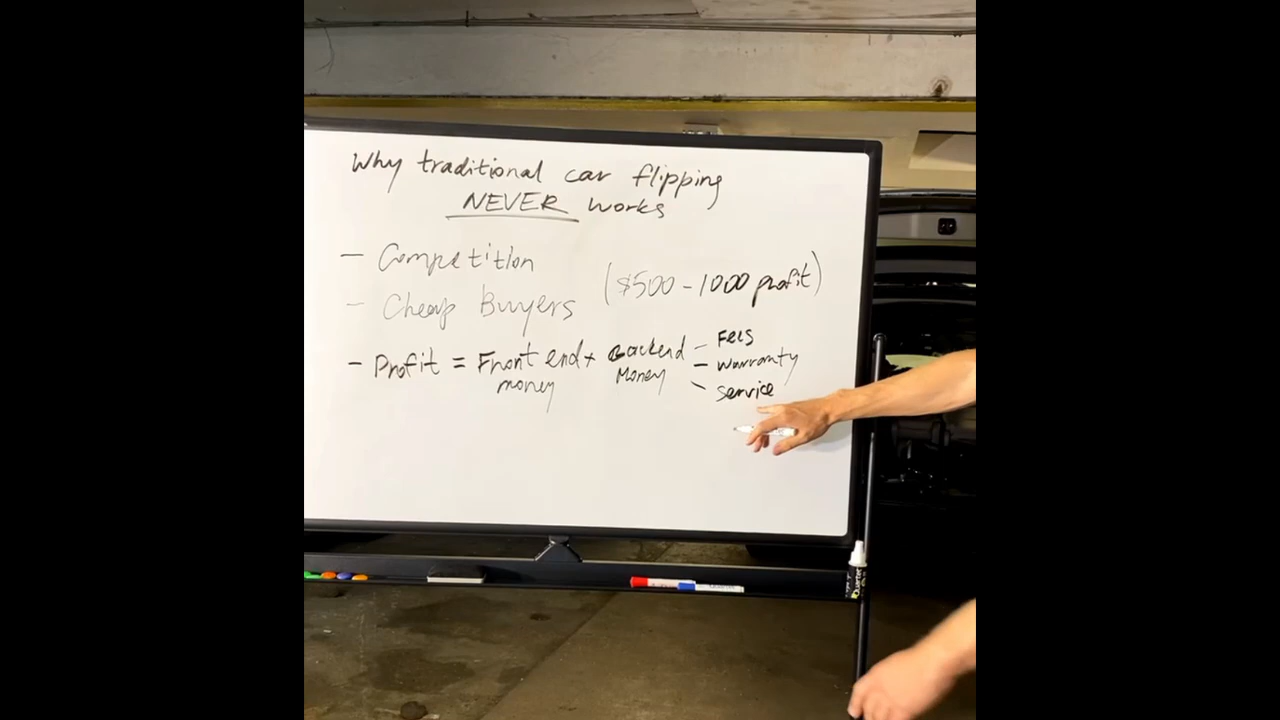 Why traditional car flipping
NEVER works
- Competition
($500 - 1000 profit)
- Cheap Buyers
- Profit = Front end + Backend
money
Money
- Fees
- warranty
- service
Quartet